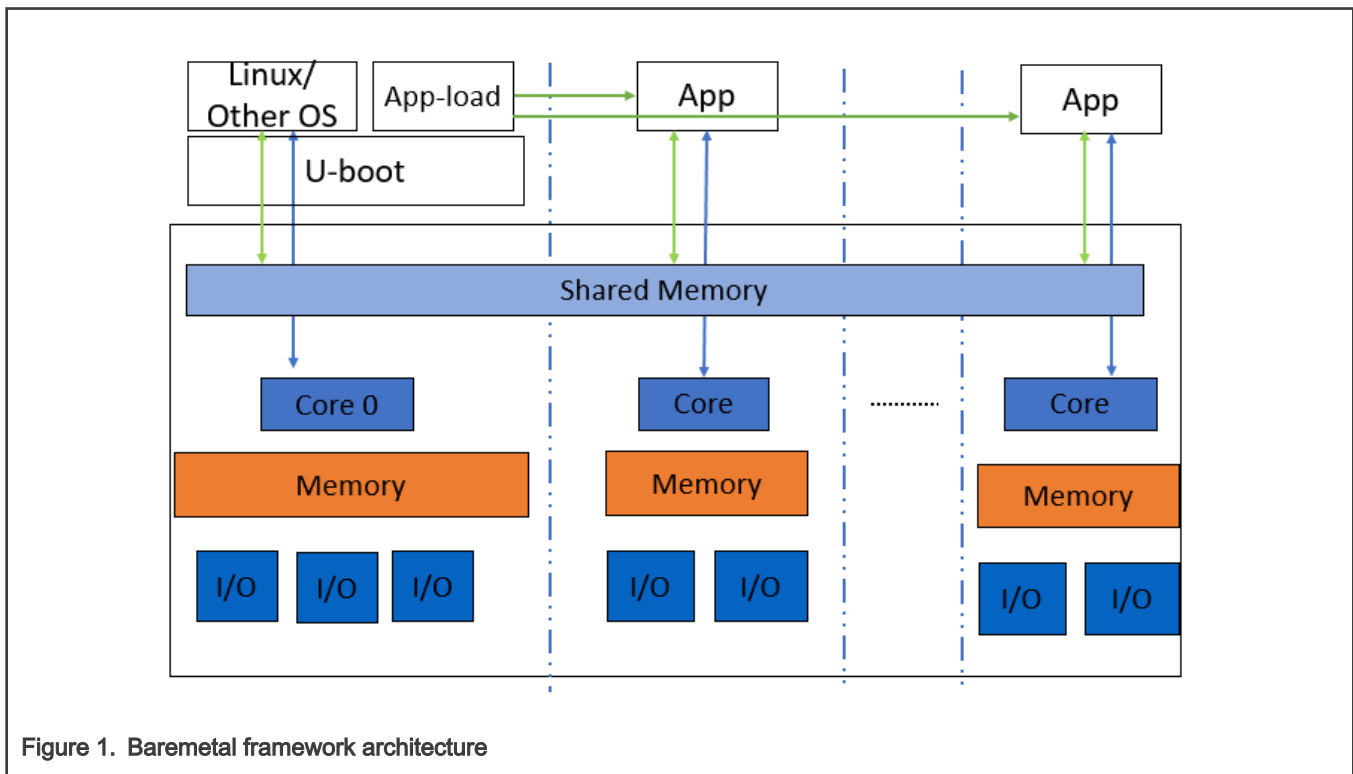 Linux/
Other OS
App-load
App
App
U-boot
Shared Memory
Core 0
Core
Core
Memory
Memory
Memory
I/O
I/O
I/O
I/O
I/O
I/O
I/O
Figure 1. Baremetal framework architecture